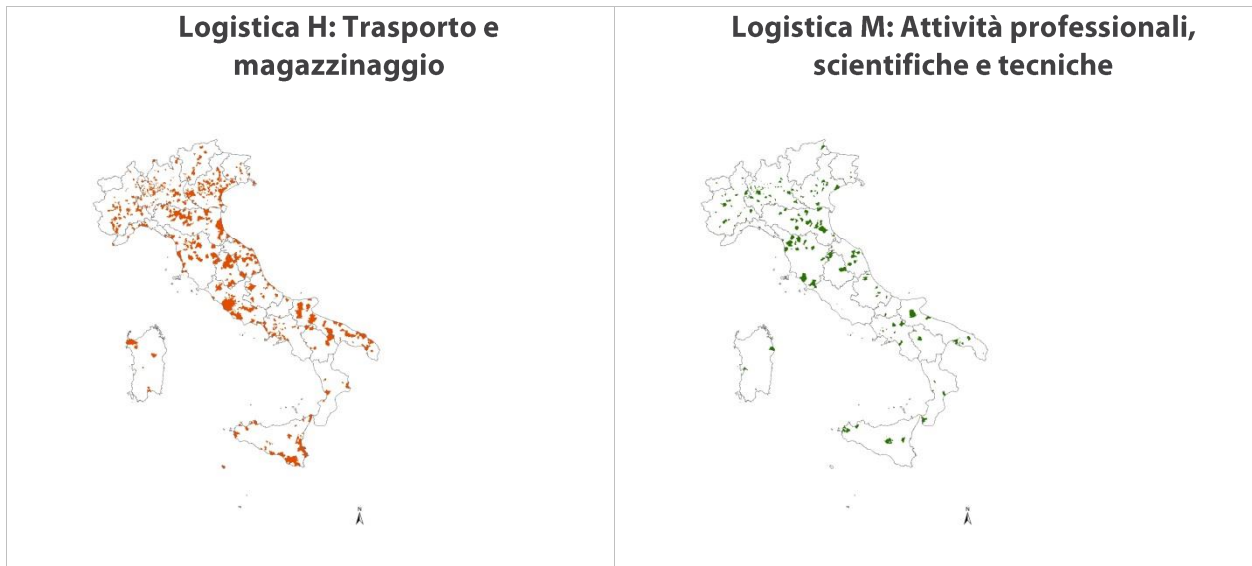 Logistica H: Trasporto e
magazzinaggio
Logistica M: Attività professionali,
scientifiche e tecniche
N
N